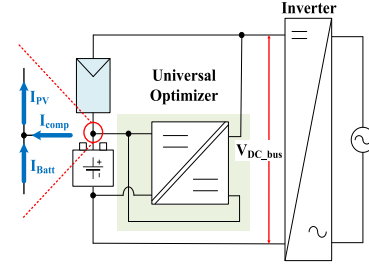 Inverter
Universal
Optimizer
I_PV
I_comp
I_Batt
V_DC_bus